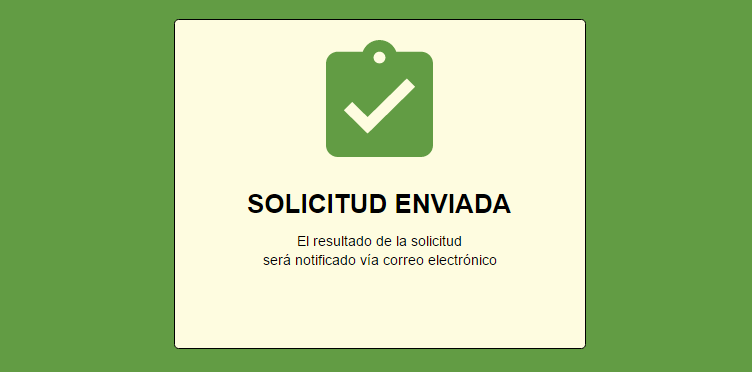 SOLICITUD ENVIADA
El resultado de la solicitud
será notificado vía correo electrónico